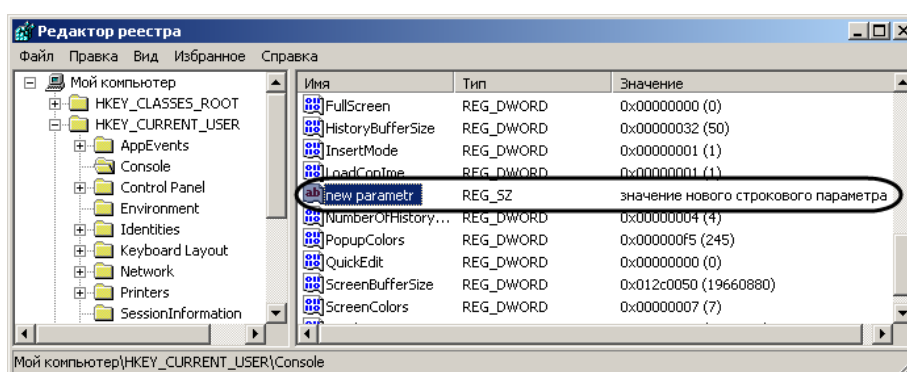 Редактор реестра
Файл Правка Вид Избранное Справка
Мой компьютер
HKEY_CLASSES_ROOT
HKEY_CURRENT_USER
AppEvents
Console
Control Panel
Environment
Identities
Keyboard Layout
Network
Printers
SessionInformation
Имя Тип Значение
FullScreen REG_DWORD 0x00000000 (0)
HistoryBufferSize REG_DWORD 0x00000032 (50)
InsertMode REG_DWORD 0x00000001 (1)
LoadConIme REG_DWORD 0x00000001 (1)
new parametr REG_SZ значение нового строкового параметра
NumberOfHistory... REG_DWORD 0x00000004 (4)
PopupColors REG_DWORD 0x000000f5 (245)
QuickEdit REG_DWORD 0x00000000 (0)
ScreenBufferSize REG_DWORD 0x012c0050 (19660880)
ScreenColors REG_DWORD 0x00000007 (7)
Мой компьютер\HKEY_CURRENT_USER\Console